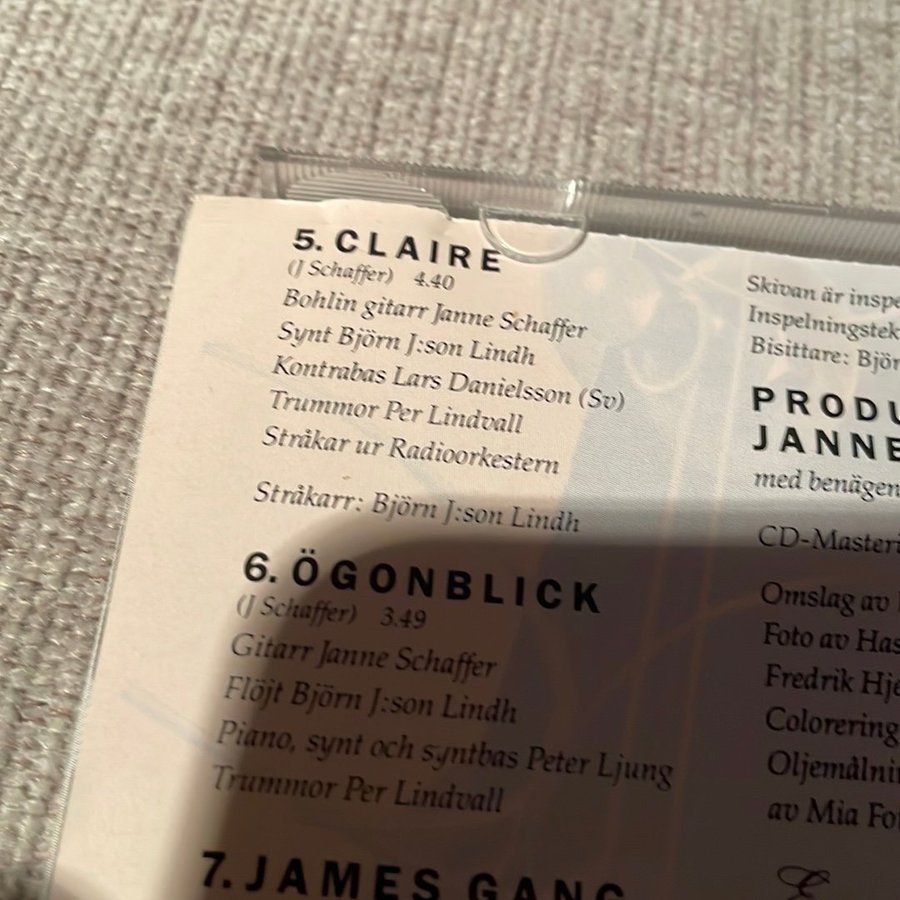 5. CLAIRE
(J Schaffer) 4.40
Bohlin gitarr Janne Schaffer
Synt Björn J:son Lindh
Kontrabas Lars Danielsson (Sv)
Trummor Per Lindvall
Stråkar ur Radioorkestern
Stråkarr: Björn J:son Lindh
6. ÖGONBLICK
(J Schaffer) 3.49
Gitarr Janne Schaffer
Flöjt Björn J:son Lindh
Piano, synt och syntbas Peter Ljung
Trummor Per Lindvall
7. JAMES GANG
Skivan är inspe
Inspelningstek
Bisittare: Björ
PRODU
JANNE
med benägen
CD-Masteri
Omslag av
Foto av Has
Fredrik Hje
Colorering
Oljemålni
av Mia Fo